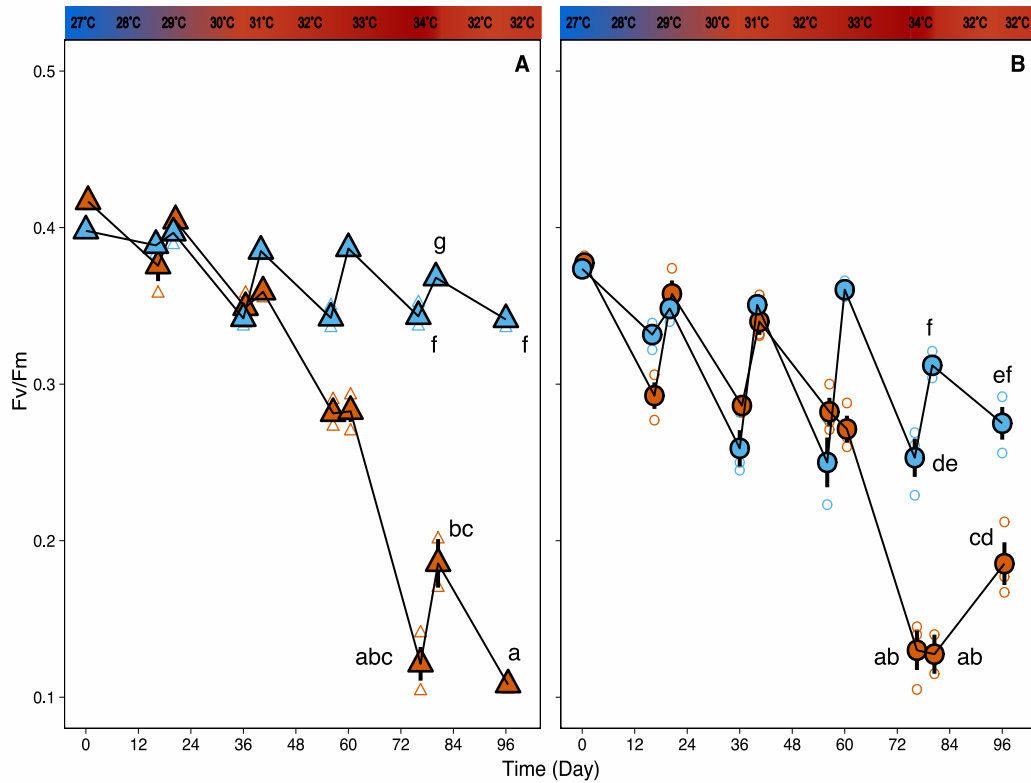 27°C 28°C 29°C 30°C 31°C 32°C 33°C 34°C 32°C 32°C
27°C 28°C 29°C 30°C 31°C 32°C 33°C 34°C 32°C 32°C
A
B
0.5
0.4
0.3
0.2
0.1
Fv/Fm
g
f
f
bc
abc
a
f
ef
de
cd
ab
ab
0 12 24 36 48 60 72 84 96
0 12 24 36 48 60 72 84 96
Time (Day)